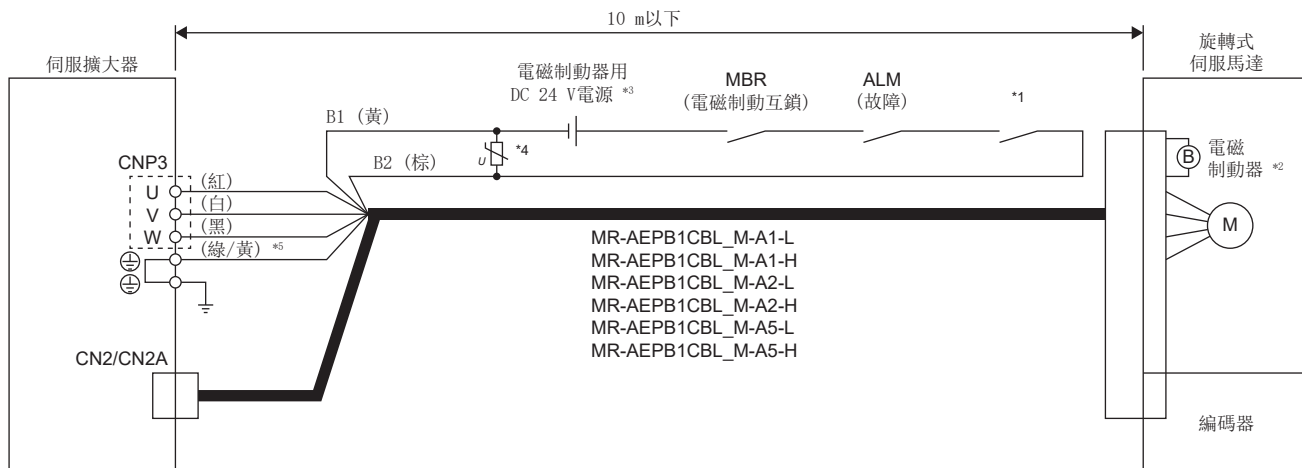 10 m以下
伺服擴大器
旋轉式
伺服馬達
電磁制動器用
DC 24 V電源 *3
MBR
(電磁制動互鎖)
ALM
(故障)
*1
B1 (黃)
U
*4
B2 (棕)
B
電磁
制動器 *2
CNP3
U
(紅)
V
(白)
W
(黑)
(綠/黃) *5
M
MR-AEPB1CBL_M-A1-L
MR-AEPB1CBL_M-A1-H
MR-AEPB1CBL_M-A2-L
MR-AEPB1CBL_M-A2-H
MR-AEPB1CBL_M-A5-L
MR-AEPB1CBL_M-A5-H
CN2/CN2A
編碼器